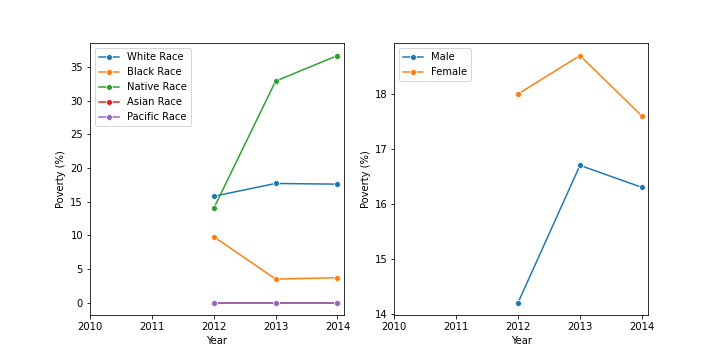 White Race
Black Race
Native Race
Asian Race
Pacific Race
35
30
25
20
15
10
5
0
Poverty (%)
2010 2011 2012 2013 2014
Year
Male
Female
18
17
16
15
14
Poverty (%)
2010 2011 2012 2013 2014
Year